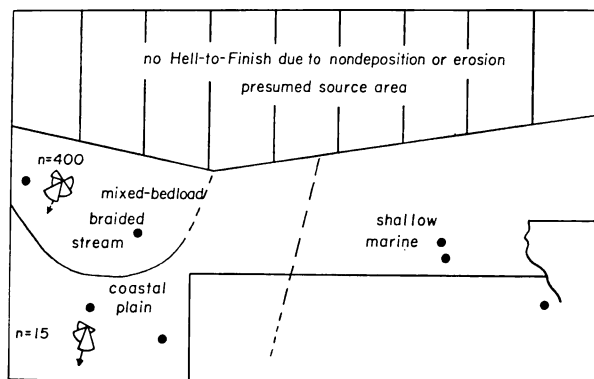 no Hell-to-Finish due to nondeposition or erosion
presumed source area
n=400
mixed-bedload
braided
stream
shallow
marine
coastal
plain
n=15